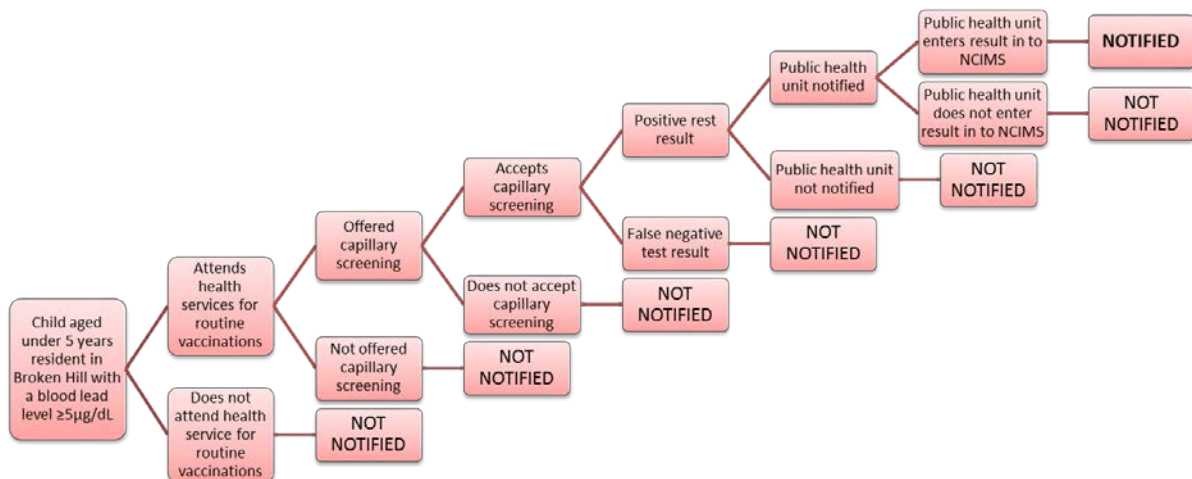 Child aged
under 5 years
resident in
Broken Hill with
a blood lead
level ≥5µg/dL
Attends
health
services for
routine
vaccinations
Does not
attend health
service for
routine
vaccinations
Offered
capillary
screening
Not offered
capillary
screening
NOT
NOTIFIED
Accepts
capillary
screening
Does not accept
capillary
screening
NOT
NOTIFIED
Positive rest
result
False negative
test result
NOT
NOTIFIED
Public health
unit notified
Public health unit
not notified
NOT
NOTIFIED
Public health unit
enters result in to
NCIMS
Public health unit
does not enter
result in to NCIMS
NOT
NOTIFIED
NOTIFIED
NOT
NOTIFIED